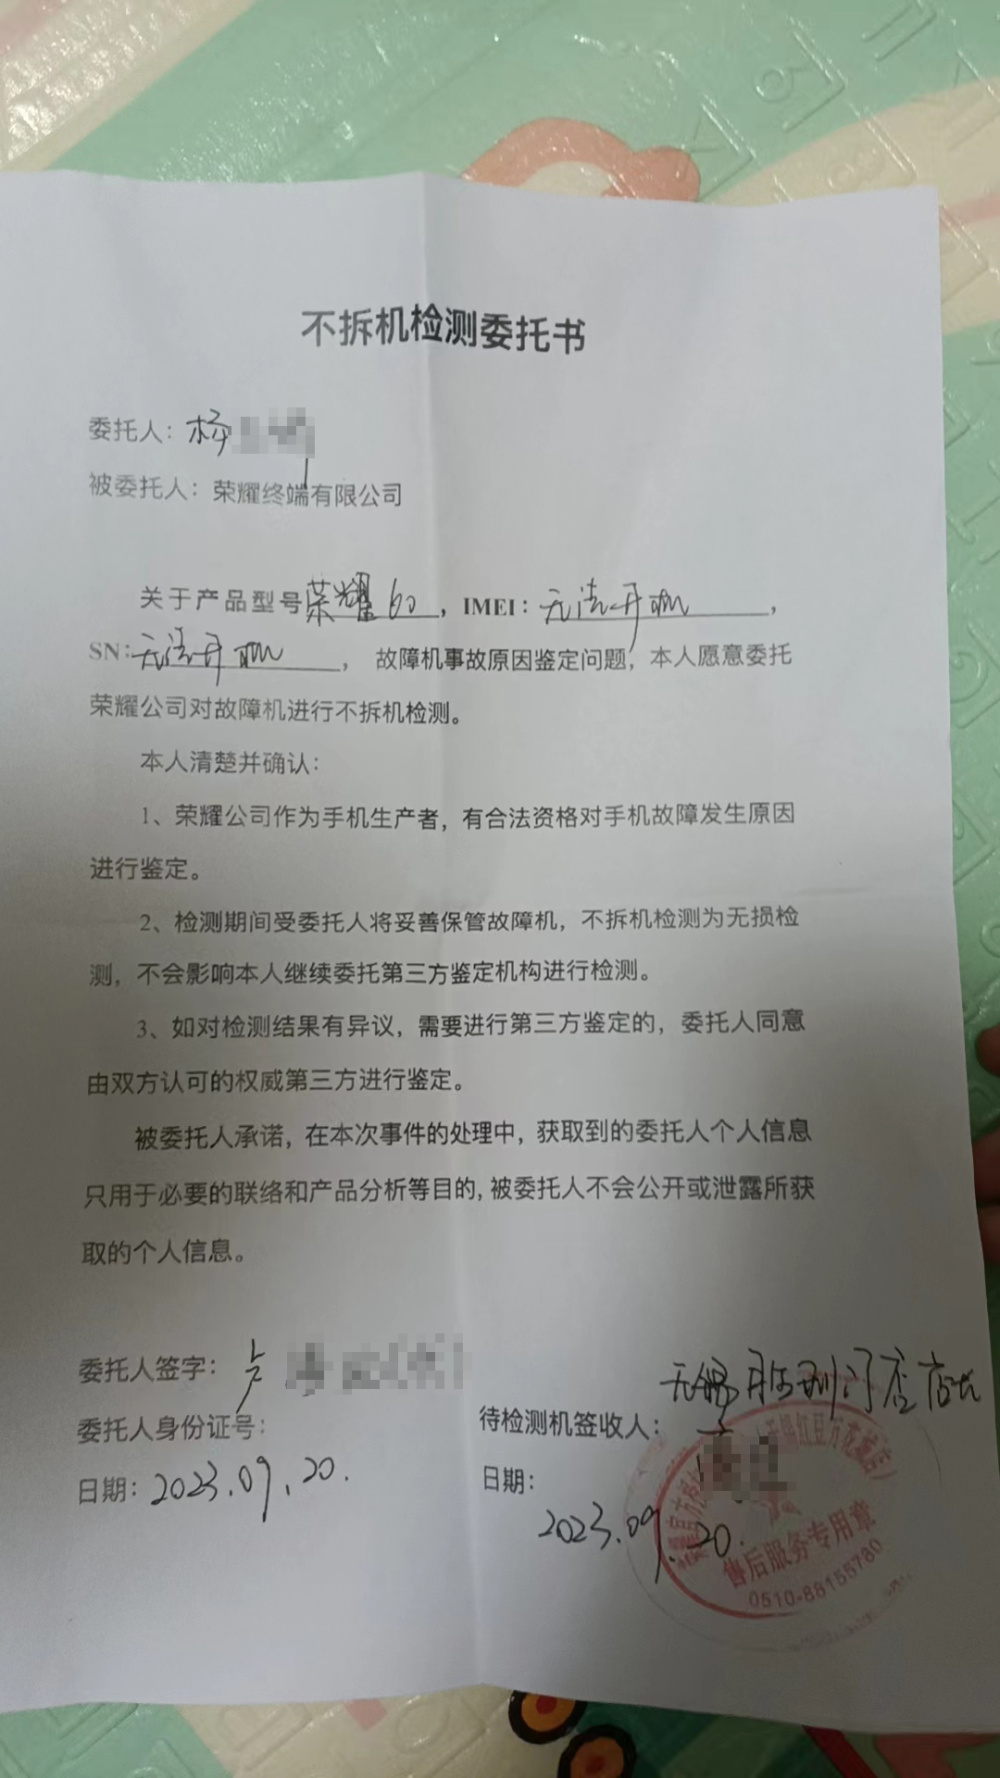 不拆机检测委托书
委托人：杨
被委托人：荣耀终端有限公司
关于产品型号荣耀60，IMEI：无法开机，
SN：无法开机， 故障机事故原因鉴定问题，本人愿意委托
荣耀公司对故障机进行不拆机检测。
本人清楚并确认：
1、荣耀公司作为手机生产者，有合法资格对手机故障发生原因
进行鉴定。
2、检测期间受委托人将妥善保管故障机，不拆机检测为无损检
测，不会影响本人继续委托第三方鉴定机构进行检测。
3、如对检测结果有异议，需要进行第三方鉴定的，委托人同意
由双方认可的权威第三方进行鉴定。
被委托人承诺，在本次事件的处理中，获取到的委托人个人信息
只用于必要的联络和产品分析等目的，被委托人不会公开或泄露所获
取的个人信息。
委托人签字：卢
委托人身份证号：
日期：2023.09.20.
无锡胜利门店店长
待检测机签收人：
日期：
2023.09.20.
售后服务专用章
0510-88155780